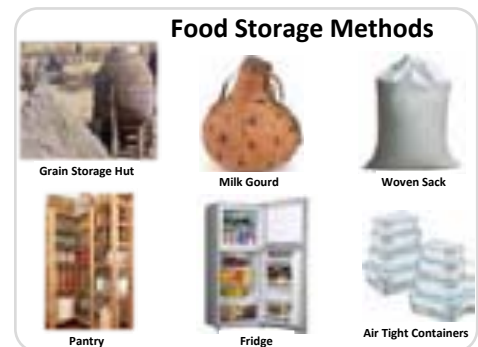 Food Storage Methods
Grain Storage Hut
Milk Gourd
Woven Sack
Pantry
Fridge
Air Tight Containers